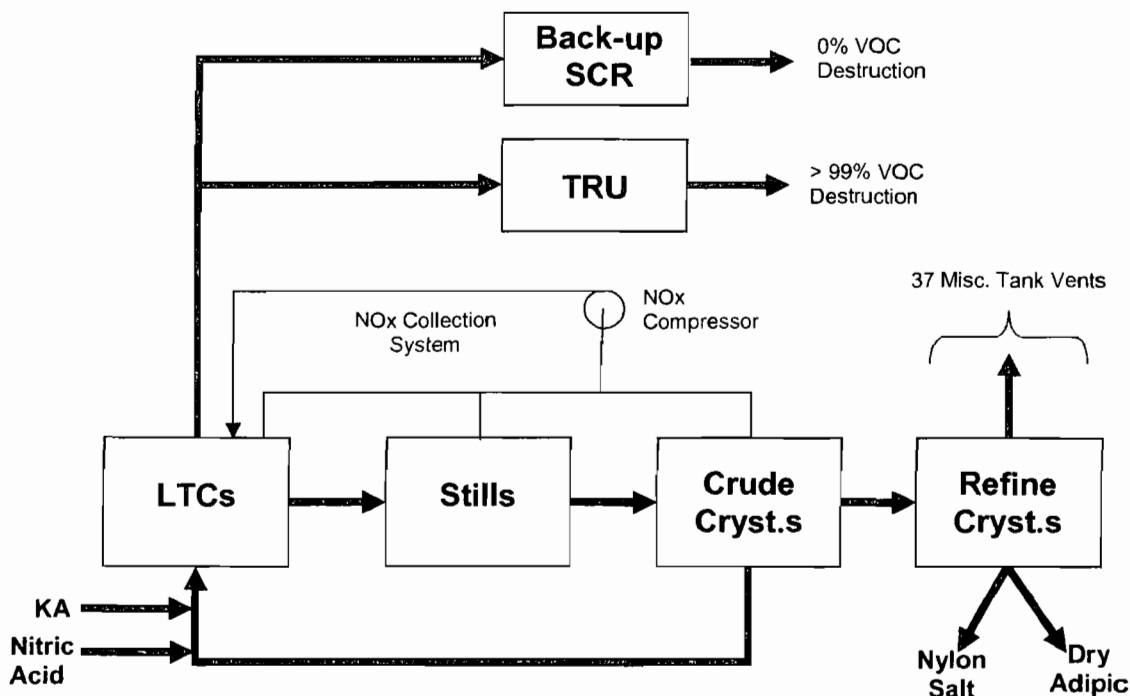 Back-up
SCR
0% VOC
Destruction
TRU
> 99% VOC
Destruction
37 Misc. Tank Vents
NOx
Compressor
NOx Collection
System
LTCs
Stills
Crude
Cryst.s
Refine
Cryst.s
KA
Nitric
Acid
Nylon
Salt
Dry
Adipic